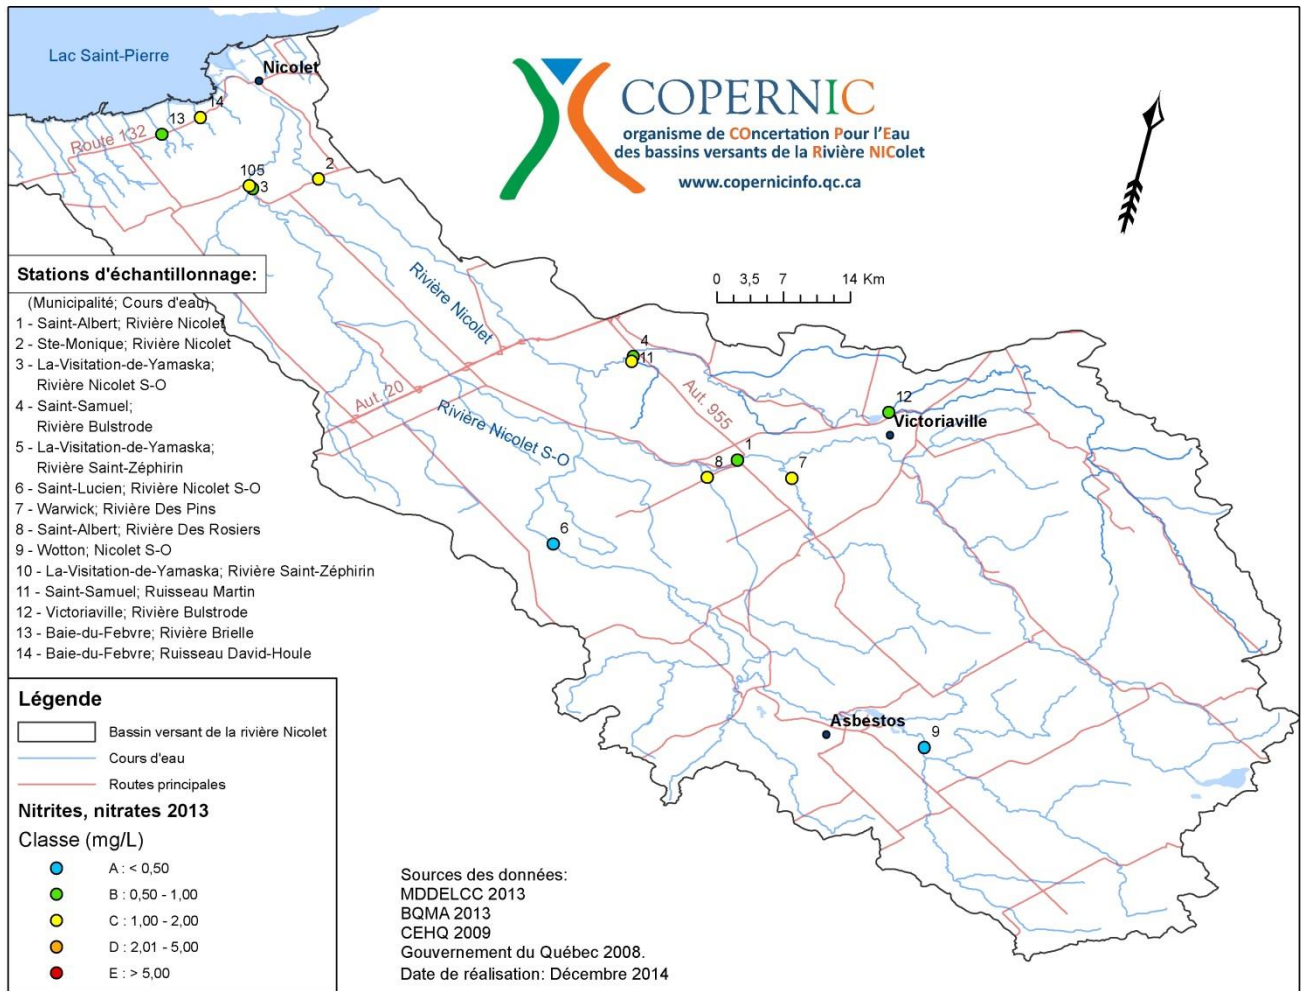 Lac Saint-Pierre
Nicolet
14
13
Route 132
105
3
2
COPERNIC
organisme de COncertation Pour l'Eau
des bassins versants de la Rivière NIColet
www.copernicinfo.qc.ca
0 3,5 7 14 Km
Stations d'échantillonnage:
(Municipalité; Cours d'eau)
1 - Saint-Albert; Rivière Nicolet
2 - Ste-Monique; Rivière Nicolet
3 - La-Visitation-de-Yamaska;
Rivière Nicolet S-O
4 - Saint-Samuel;
Rivière Bulstrode
5 - La-Visitation-de-Yamaska;
Rivière Saint-Zéphirin
6 - Saint-Lucien; Rivière Nicolet S-O
7 - Warwick; Rivière Des Pins
8 - Saint-Albert; Rivière Des Rosiers
9 - Wotton; Nicolet S-O
10 - La-Visitation-de-Yamaska; Rivière Saint-Zéphirin
11 - Saint-Samuel; Ruisseau Martin
12 - Victoriaville; Rivière Bulstrode
13 - Baie-du-Febvre; Rivière Brielle
14 - Baie-du-Febvre; Ruisseau David-Houle
Rivière Nicolet
Aut. 20
Rivière Nicolet S-O
4
11
Aut. 955
12
Victoriaville
1
8
7
6
Asbestos
9
Légende
Bassin versant de la rivière Nicolet
Cours d'eau
Routes principales
Nitrites, nitrates 2013
Classe (mg/L)
A : < 0,50
B : 0,50 - 1,00
C : 1,00 - 2,00
D : 2,01 - 5,00
E : > 5,00
Sources des données:
MDDELCC 2013
BQMA 2013
CEHQ 2009
Gouvernement du Québec 2008.
Date de réalisation: Décembre 2014